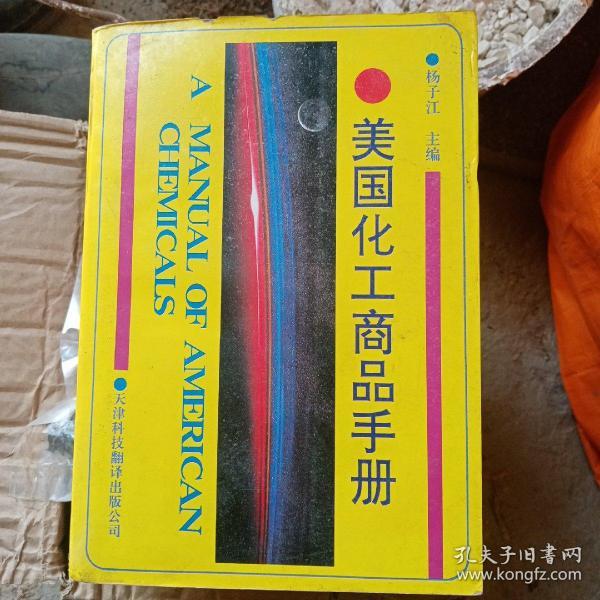 杨子江 主编
美国化工商品手册
A MANUAL OF AMERICAN
CHEMICALS
天津科技翻译出版公司
孔夫子旧书网
www.kongfz.com